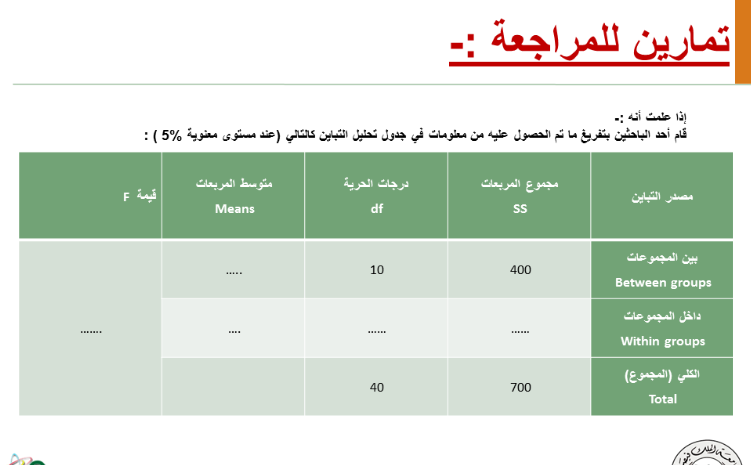 تمارين للمراجعة :-
إذا علمت أنه :-
قام أحد الباحثين بتفريغ ما تم الحصول عليه من معلومات في جدول تحليل التباين كالتالي (عند مستوى معنوية 5% ) :
مصدر التباين مجموع المربعات درجات الحرية متوسط المربعات قيمة F
SS df Means
بين المجموعات 400 10 .....
Between groups
داخل المجموعات ...... ...... .... .......
Within groups
الكلي (المجموع) 700 40
Total